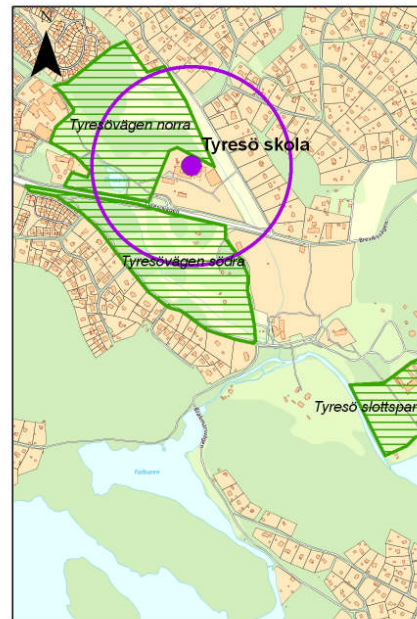 N
Tyresövägen norra
Tyresö skola
Tyresövägen södra
Tyresö slottspar